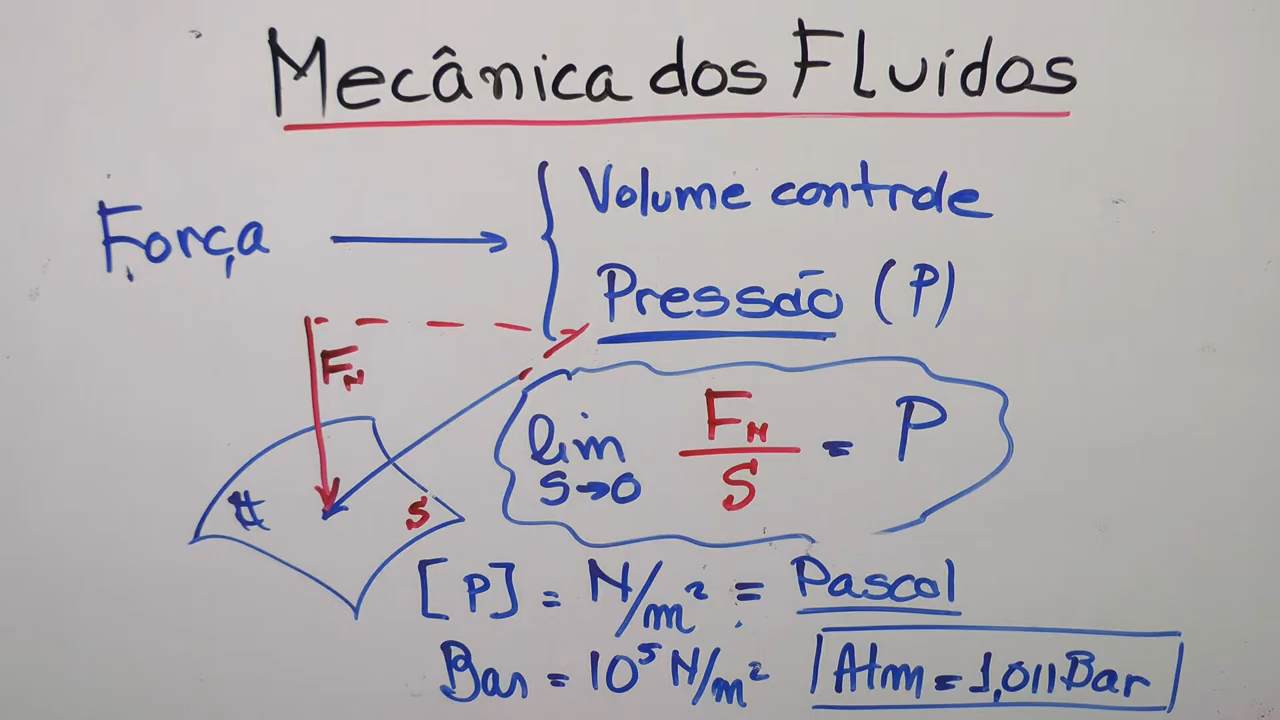 Mecânica dos Fluidos
Força → { Volume controle
Pressão (P)
F_N
# S
lim S→0 F_N / S = P
[P] = N/m² = Pascal
Bar = 10⁵ N/m² Atm = 1,011 Bar